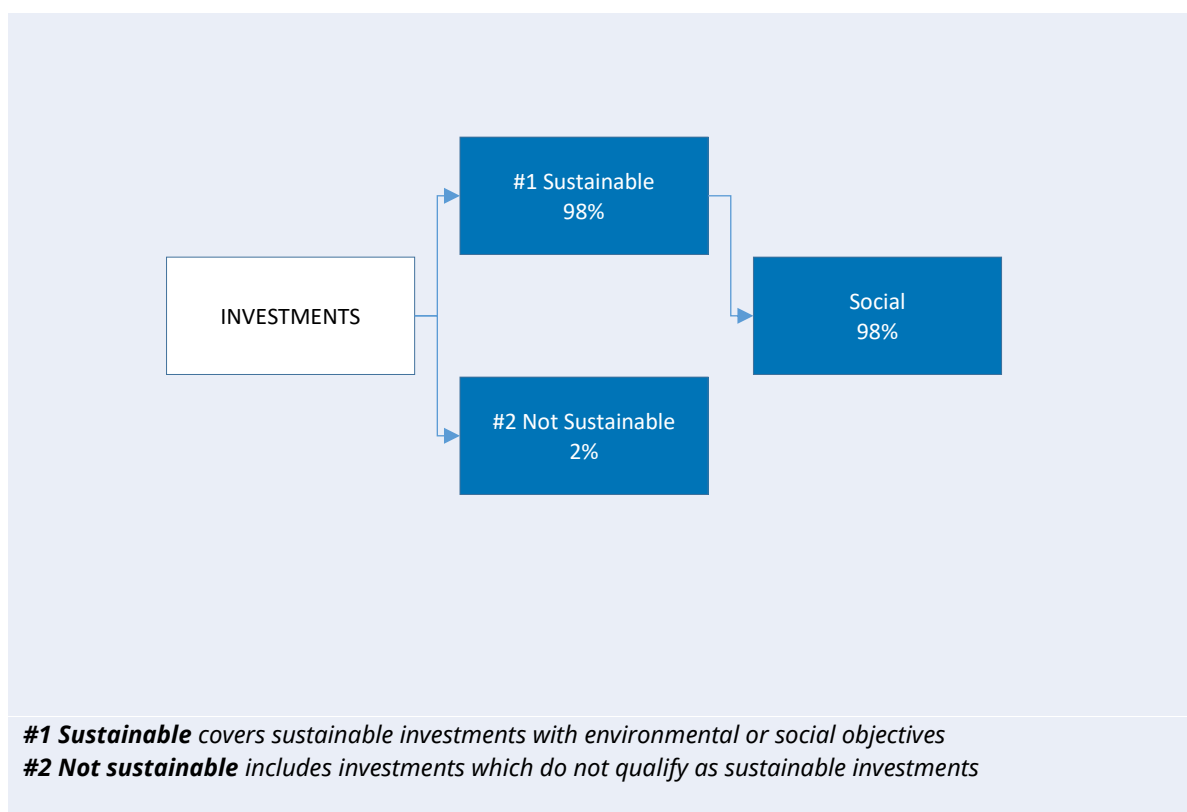 #1 Sustainable
98%
INVESTMENTS
Social
98%
#2 Not Sustainable
2%
#1 Sustainable covers sustainable investments with environmental or social objectives
#2 Not sustainable includes investments which do not qualify as sustainable investments